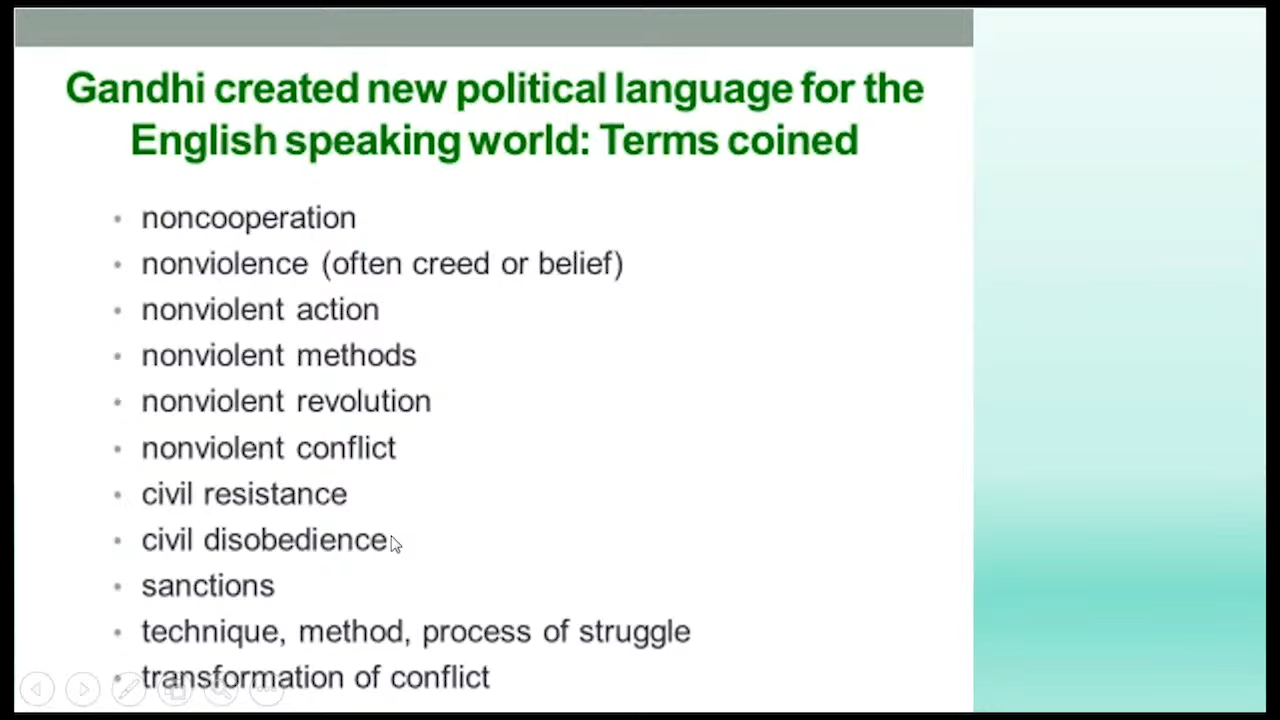 Gandhi created new political language for the
English speaking world: Terms coined
• noncooperation
• nonviolence (often creed or belief)
• nonviolent action
• nonviolent methods
• nonviolent revolution
• nonviolent conflict
• civil resistance
• civil disobedience
• sanctions
• technique, method, process of struggle
• transformation of conflict